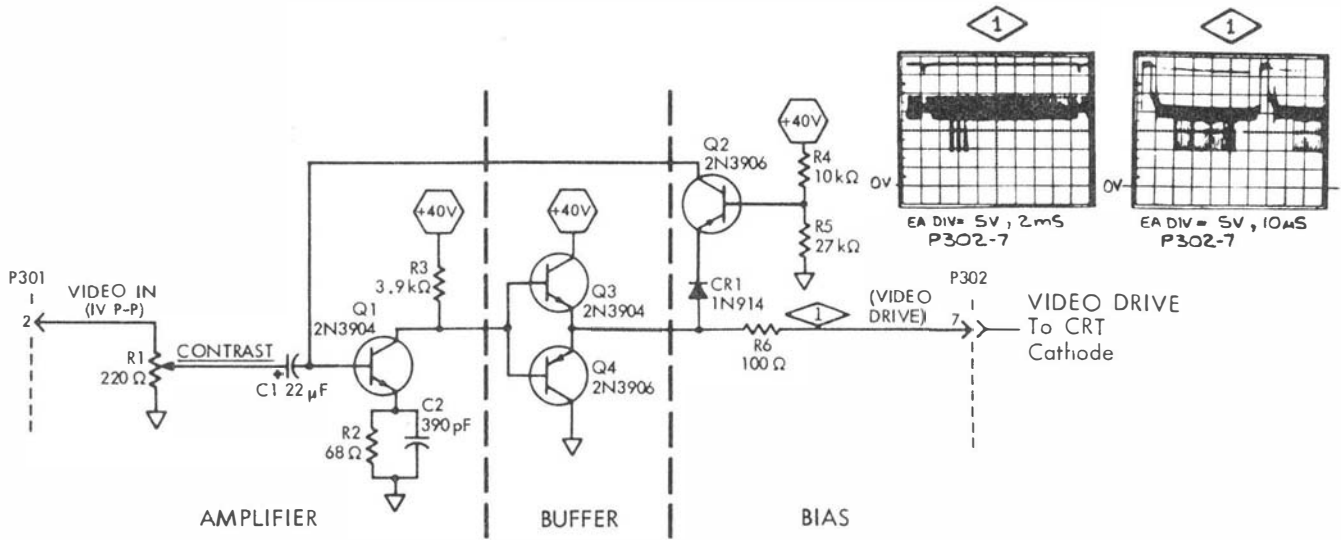 1
1
0V
0V
EA DIV = 5V, 2mS
P302-7
EA DIV = 5V, 10µS
P302-7
+40V
Q2
2N3906
R4
10kΩ
R5
27kΩ
+40V
+40V
R3
3.9kΩ
P301
2
VIDEO IN
(1V P-P)
R1
220Ω
CONTRAST
+
C1 22µF
Q1
2N3904
R2
68Ω
C2
390pF
Q3
2N3904
Q4
2N3906
CR1
1N914
R6
100Ω
1
(VIDEO
DRIVE)
P302
7
VIDEO DRIVE
To CRT
Cathode
AMPLIFIER
BUFFER
BIAS